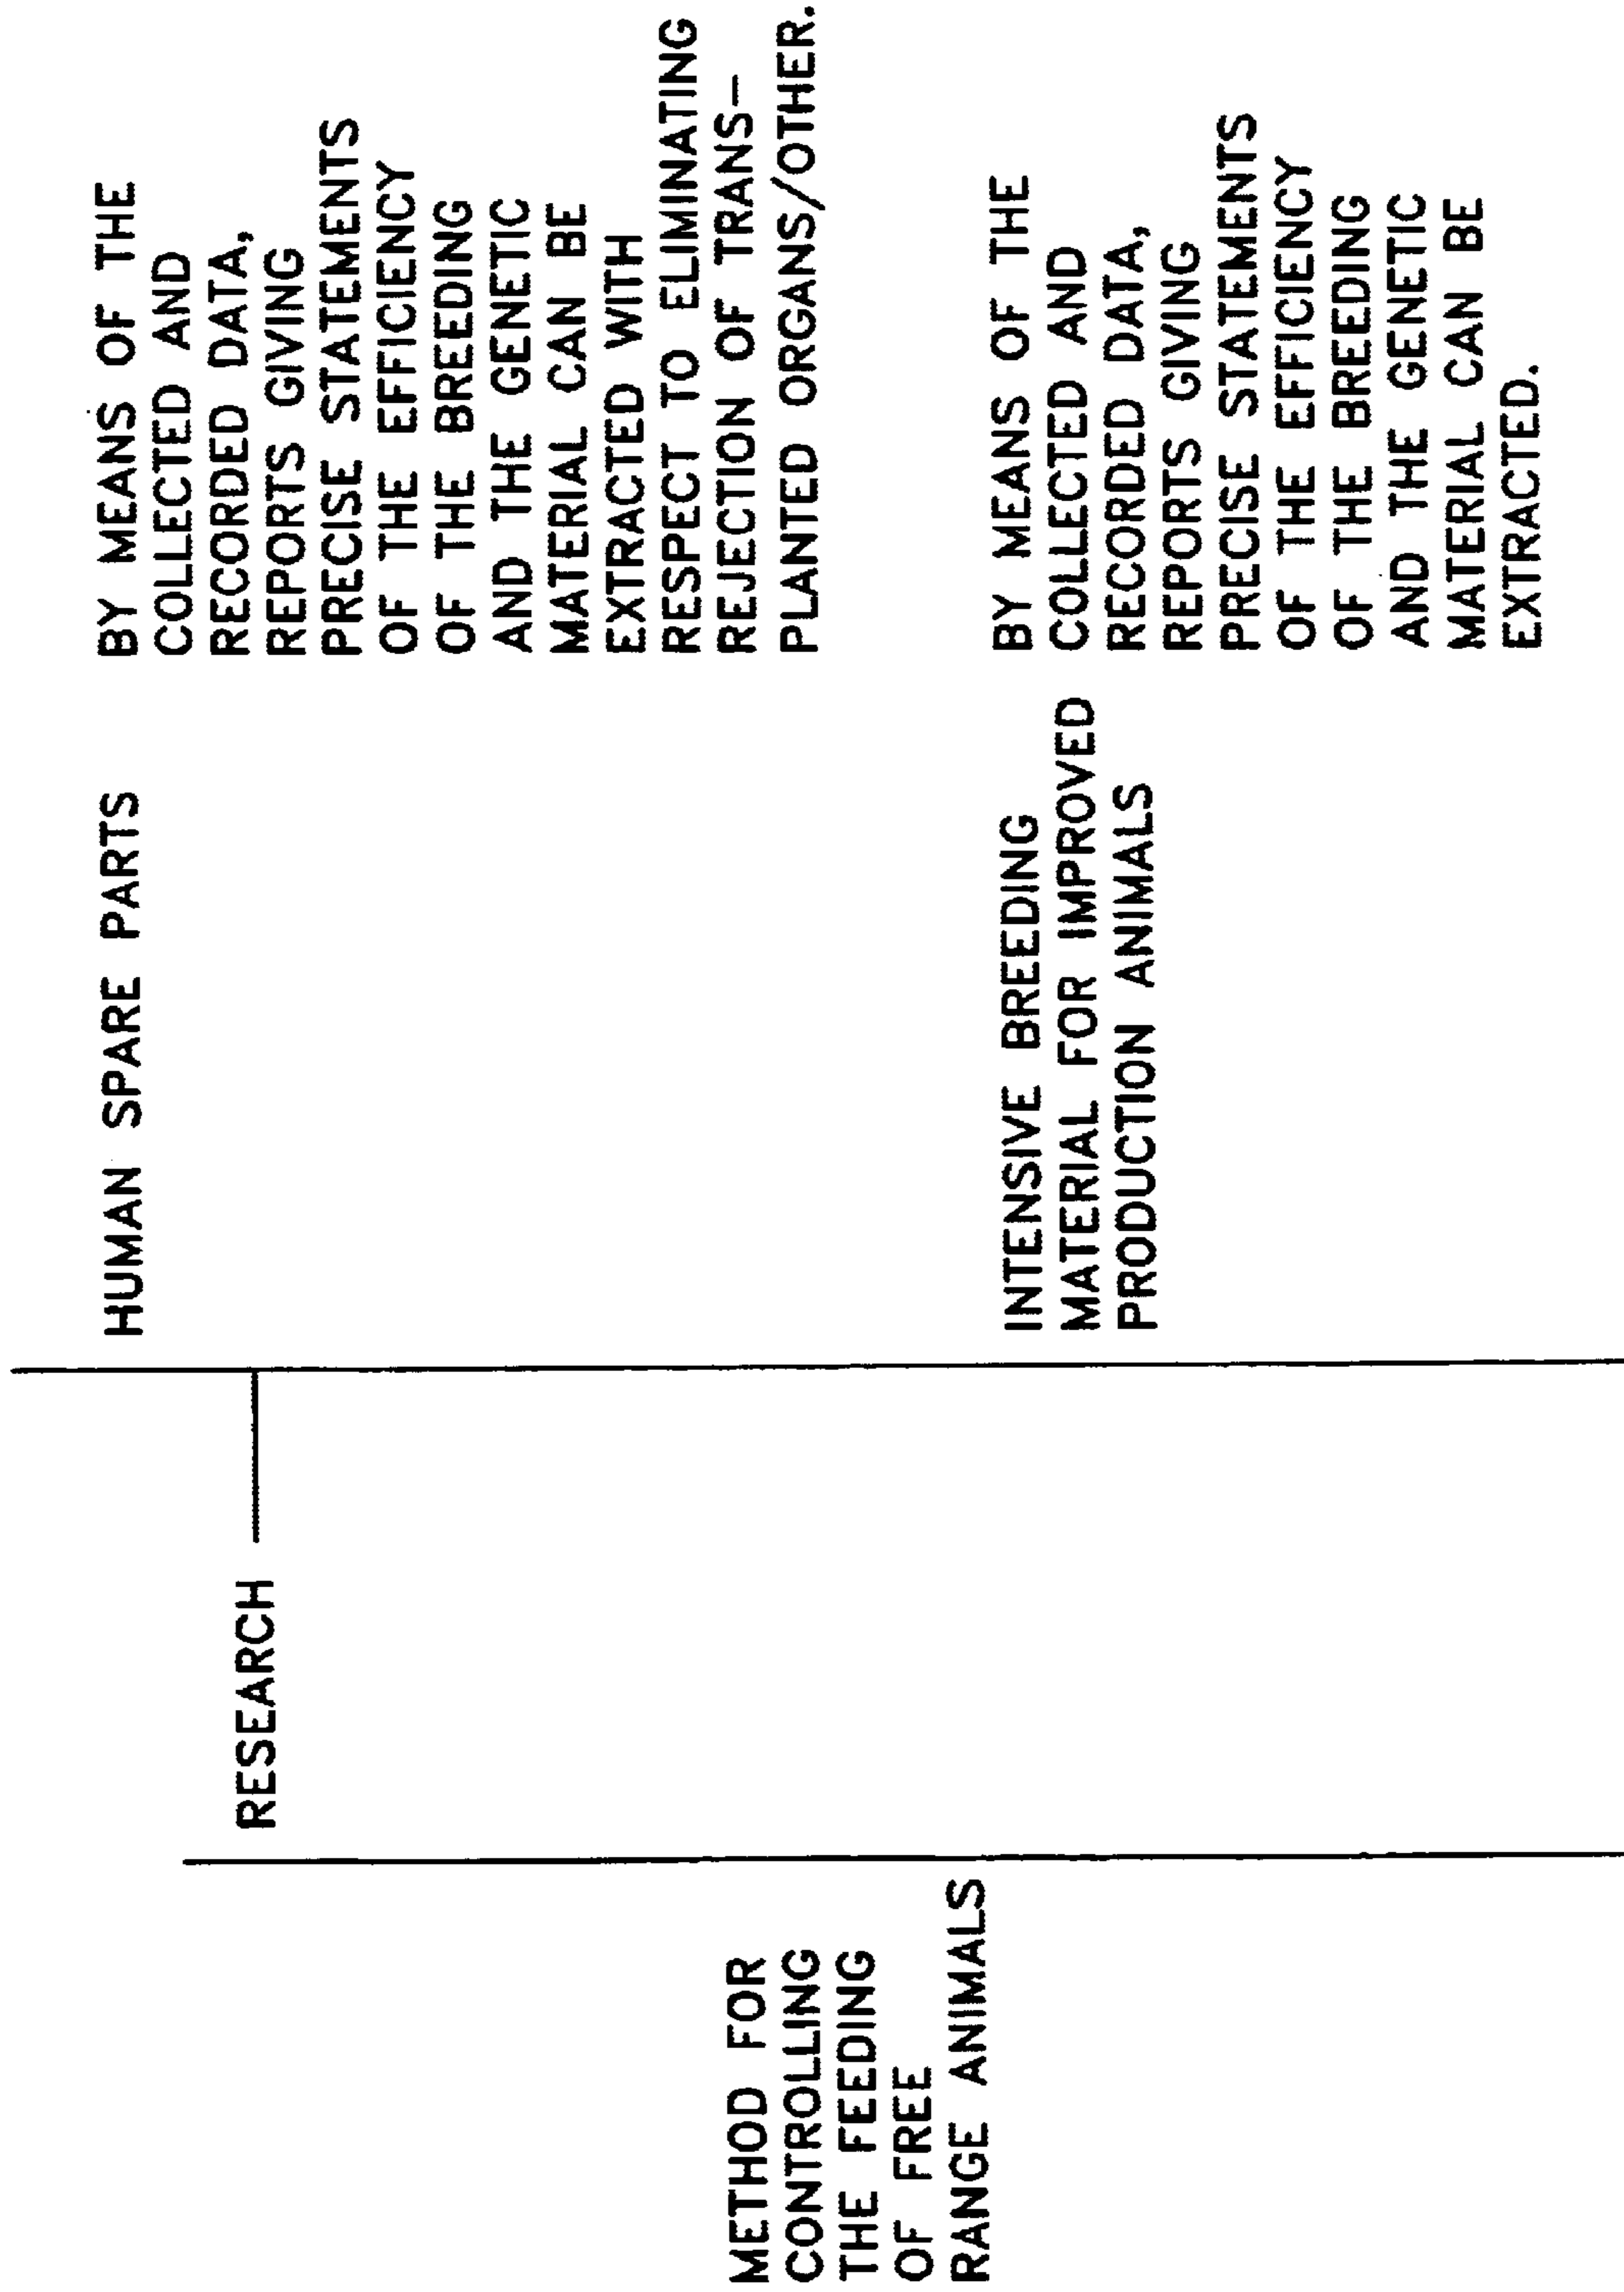 METHOD FOR
CONTROLLING
THE FEEDING
OF FREE
RANGE ANIMALS
RESEARCH
HUMAN SPARE PARTS
BY MEANS OF THE
COLLECTED AND
RECORDED DATA,
REPORTS GIVING
PRECISE STATEMENTS
OF THE EFFICIENCY
OF THE BREEDING
AND THE GENETIC
MATERIAL CAN BE
EXTRACTED WITH
RESPECT TO ELIMINATING
REJECTION OF TRANS–
PLANTED ORGANS/OTHER.
INTENSIVE BREEDING
MATERIAL FOR IMPROVED
PRODUCTION ANIMALS
BY MEANS OF THE
COLLECTED AND
RECORDED DATA,
REPORTS GIVING
PRECISE STATEMENTS
OF THE EFFICIENCY
OF THE BREEDING
AND THE GENETIC
MATERIAL CAN BE
EXTRACTED.